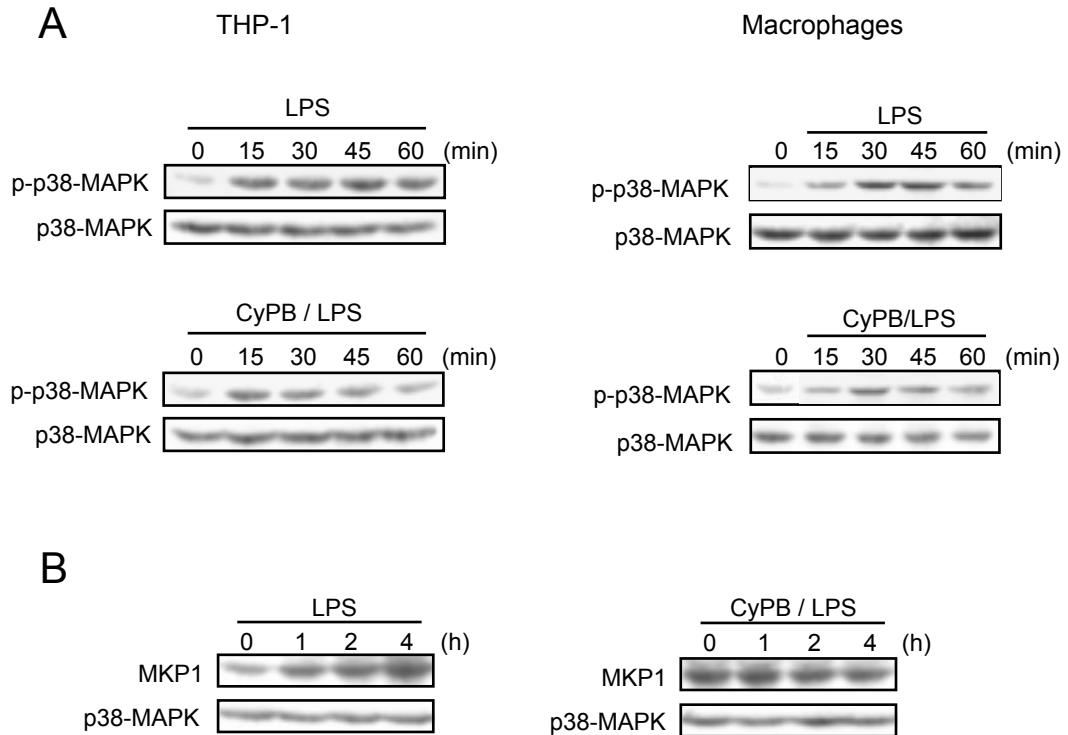 A
THP-1
Macrophages
LPS
0 15 30 45 60 (min)
p-p38-MAPK
p38-MAPK
LPS
0 15 30 45 60 (min)
p-p38-MAPK
p38-MAPK
CyPB / LPS
0 15 30 45 60 (min)
p-p38-MAPK
p38-MAPK
CyPB/LPS
0 15 30 45 60 (min)
p-p38-MAPK
p38-MAPK
B
LPS
0 1 2 4 (h)
MKP1
p38-MAPK
CyPB / LPS
0 1 2 4 (h)
MKP1
p38-MAPK